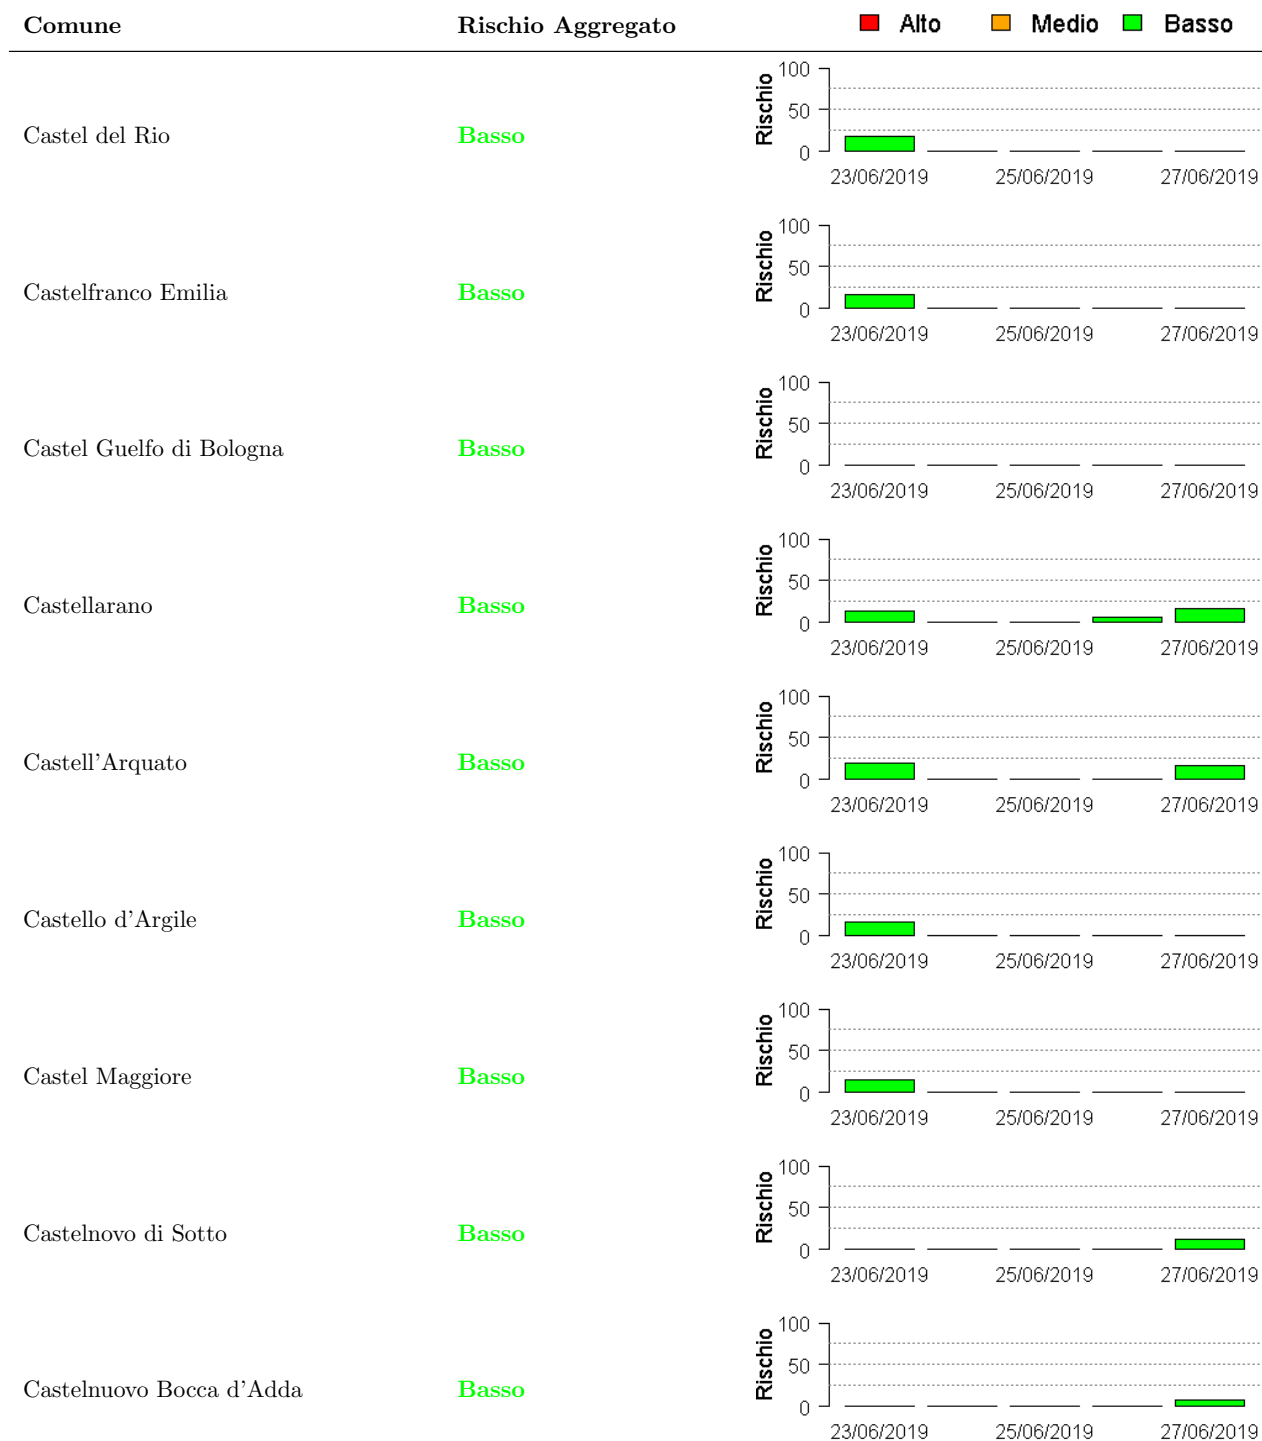 Comune Rischio Aggregato Alto Medio Basso
Castel del Rio Basso Rischio 100 50 0
23/06/2019 25/06/2019 27/06/2019
Castelfranco Emilia Basso Rischio 100 50 0
23/06/2019 25/06/2019 27/06/2019
Castel Guelfo di Bologna Basso Rischio 100 50 0
23/06/2019 25/06/2019 27/06/2019
Castellarano Basso Rischio 100 50 0
23/06/2019 25/06/2019 27/06/2019
Castell'Arquato Basso Rischio 100 50 0
23/06/2019 25/06/2019 27/06/2019
Castello d'Argile Basso Rischio 100 50 0
23/06/2019 25/06/2019 27/06/2019
Castel Maggiore Basso Rischio 100 50 0
23/06/2019 25/06/2019 27/06/2019
Castelnovo di Sotto Basso Rischio 100 50 0
23/06/2019 25/06/2019 27/06/2019
Castelnuovo Bocca d'Adda Basso Rischio 100 50 0
23/06/2019 25/06/2019 27/06/2019